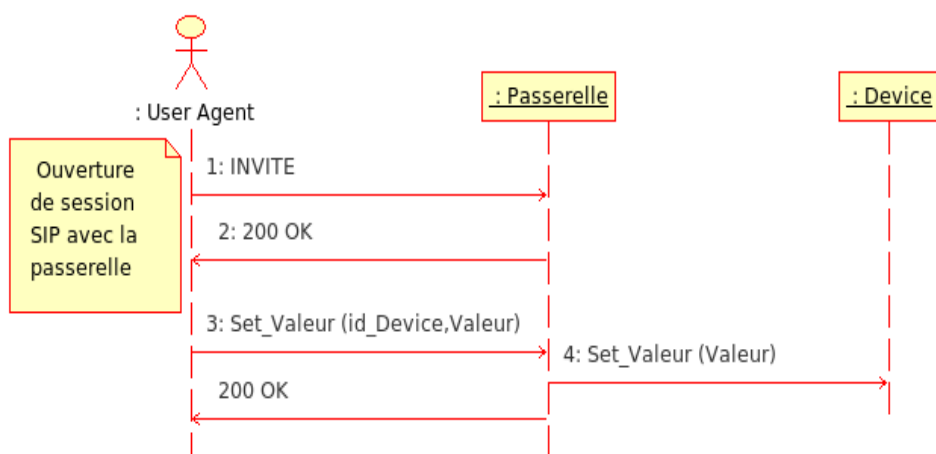 : User Agent
: Passerelle
: Device
Ouverture
de session
SIP avec la
passerelle
1: INVITE
2: 200 OK
3: Set_Valeur (id_Device,Valeur)
4: Set_Valeur (Valeur)
200 OK